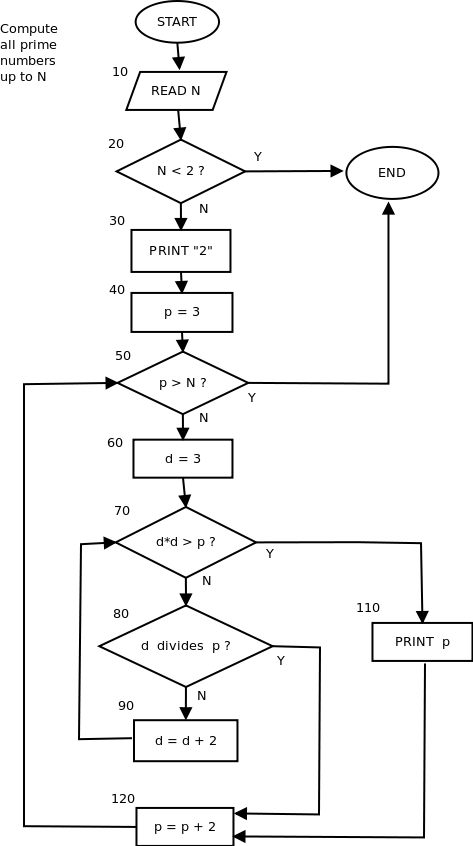 START
Compute
all prime
numbers
up to N
10
READ N
20
N < 2 ?
Y
END
N
30
PRINT "2"
40
p = 3
50
p > N ?
Y
N
60
d = 3
70
d*d > p ?
Y
N
80
110
d divides p ?
PRINT p
Y
N
90
d = d + 2
120
p = p + 2